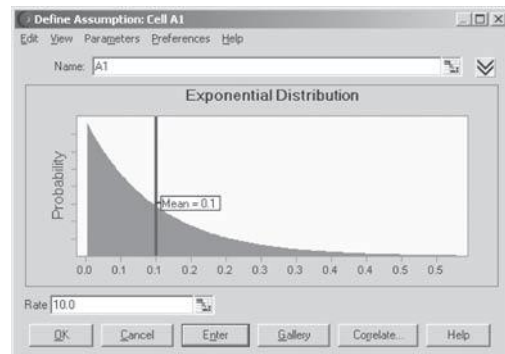 Define Assumption: Cell A1
Edit View Parameters Preferences Help
Name: A1
Exponential Distribution
Probability
Mean = 0.1
0.0 0.1 0.1 0.2 0.2 0.3 0.3 0.4 0.4 0.5 0.5
Rate 10.0
OK Cancel Enter Gallery Correlate... Help